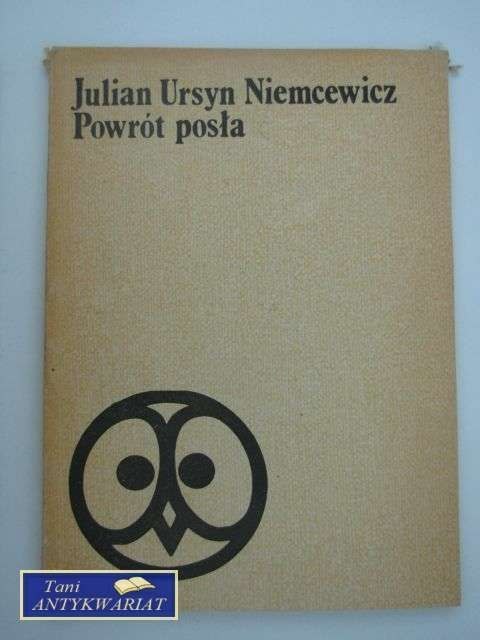 Julian Ursyn Niemcewicz
Powrót posła
Tani
ANTYKWARIAT